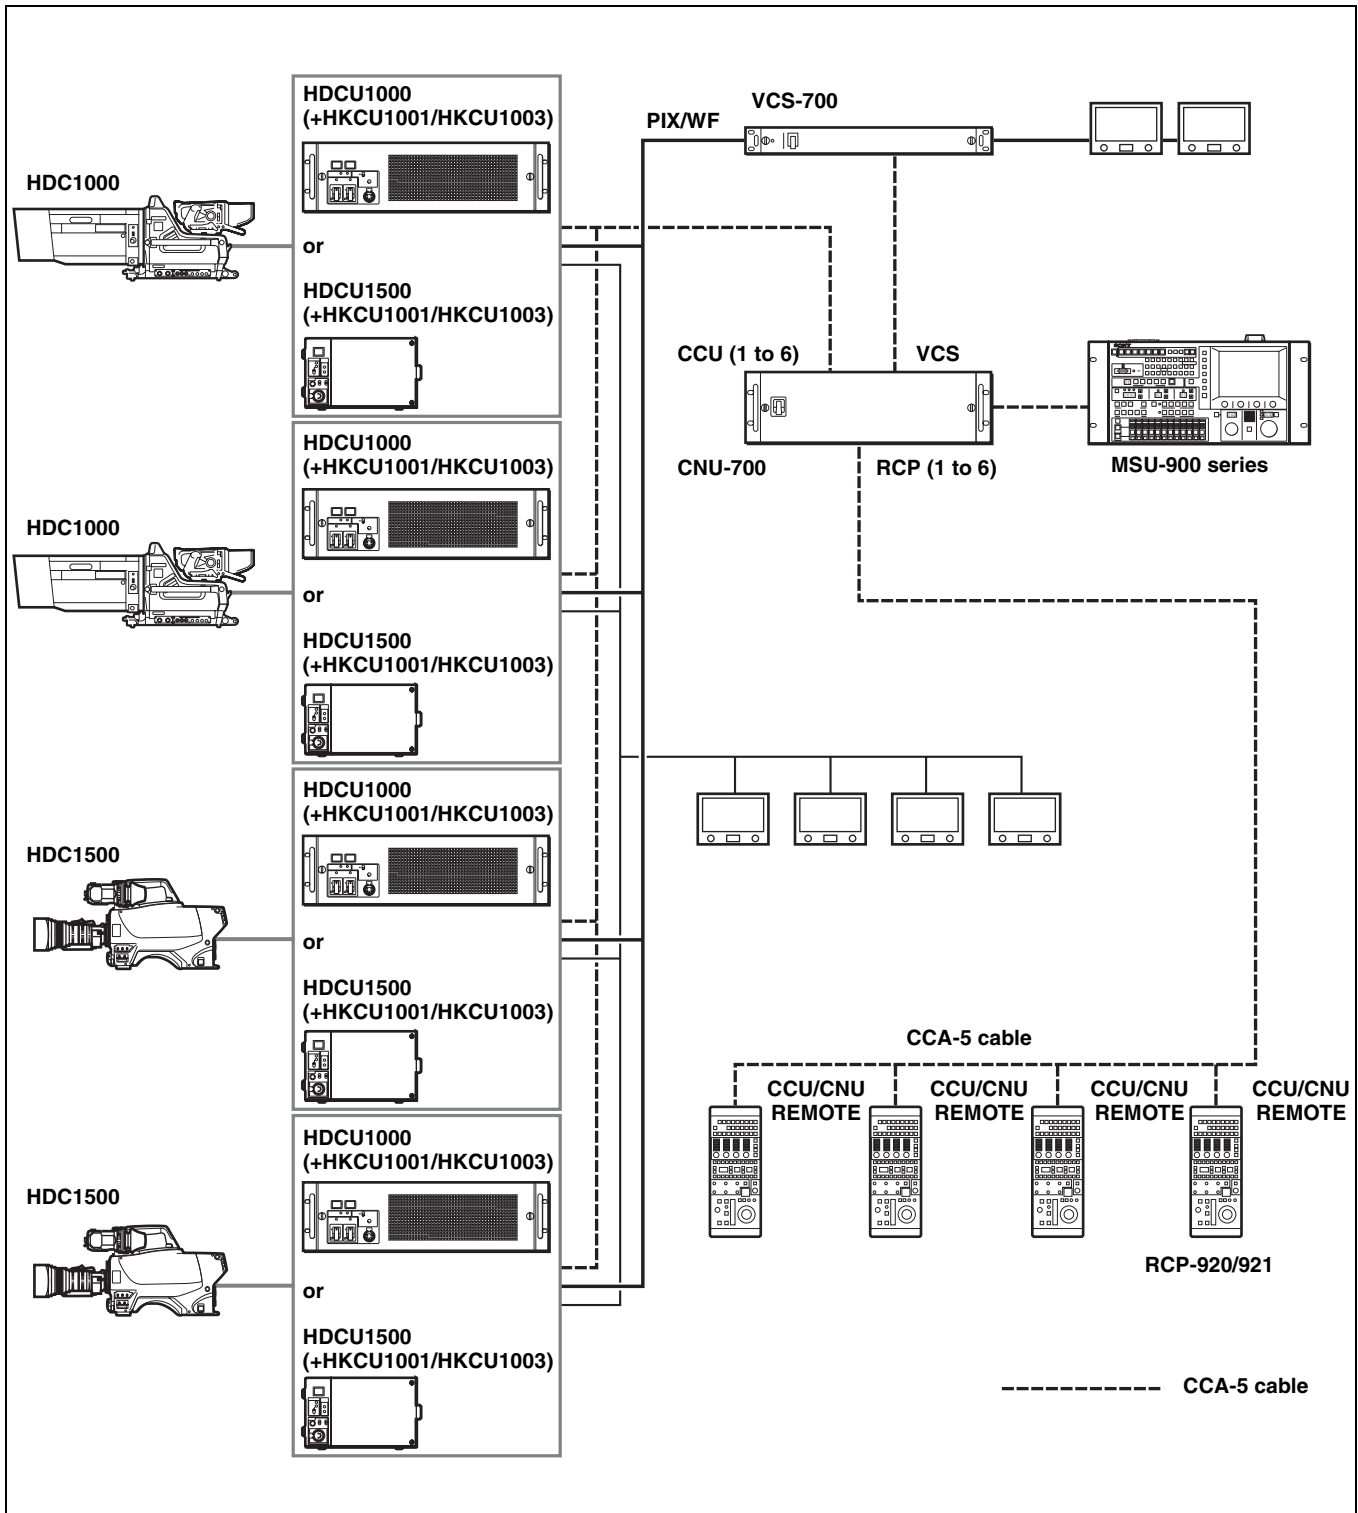 HDCU1000
(+HKCU1001/HKCU1003)
VCS-700
PIX/WF
HDC1000
or
HDCU1500
(+HKCU1001/HKCU1003)
CCU (1 to 6)
VCS
SONY
HDCU1000
(+HKCU1001/HKCU1003)
CNU-700
RCP (1 to 6)
MSU-900 series
HDC1000
or
HDCU1500
(+HKCU1001/HKCU1003)
HDCU1000
(+HKCU1001/HKCU1003)
HDC1500
or
HDCU1500
(+HKCU1001/HKCU1003)
CCA-5 cable
CCU/CNU
REMOTE
CCU/CNU
REMOTE
CCU/CNU
REMOTE
CCU/CNU
REMOTE
HDCU1000
(+HKCU1001/HKCU1003)
HDC1500
RCP-920/921
or
HDCU1500
(+HKCU1001/HKCU1003)
CCA-5 cable